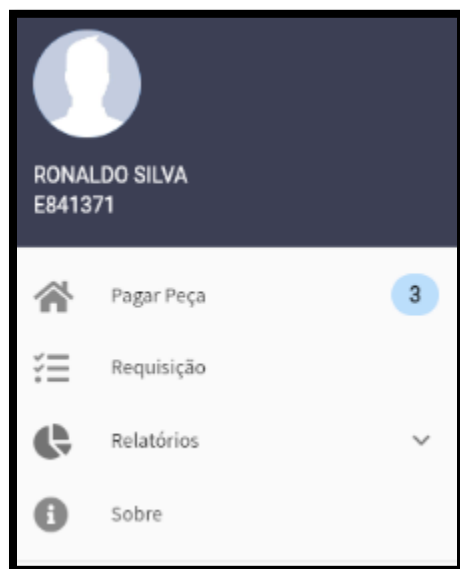 RONALDO SILVA
E841371
Pagar Peça 3
Requisição
Relatórios
Sobre